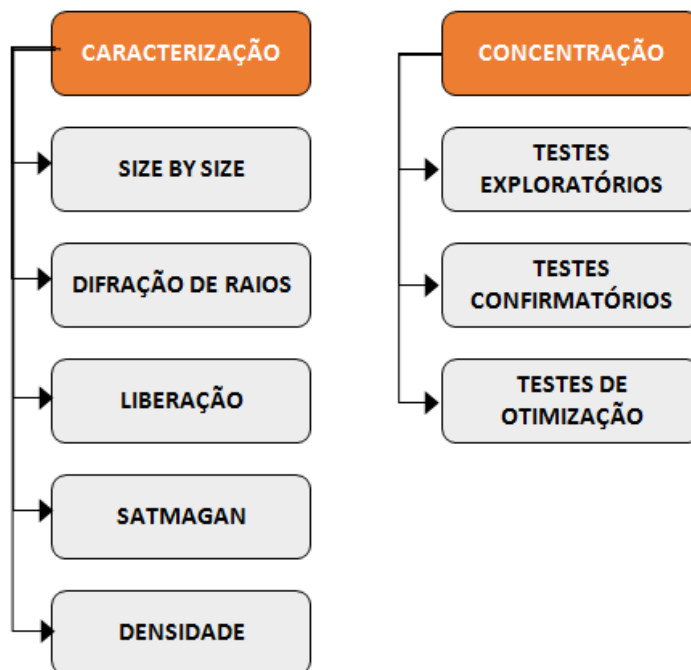 CARACTERIZAÇÃO
SIZE BY SIZE
DIFRAÇÃO DE RAIOS
LIBERAÇÃO
SATMAGAN
DENSIDADE
CONCENTRAÇÃO
TESTES
EXPLORATÓRIOS
TESTES
CONFIRMATÓRIOS
TESTES DE
OTIMIZAÇÃO